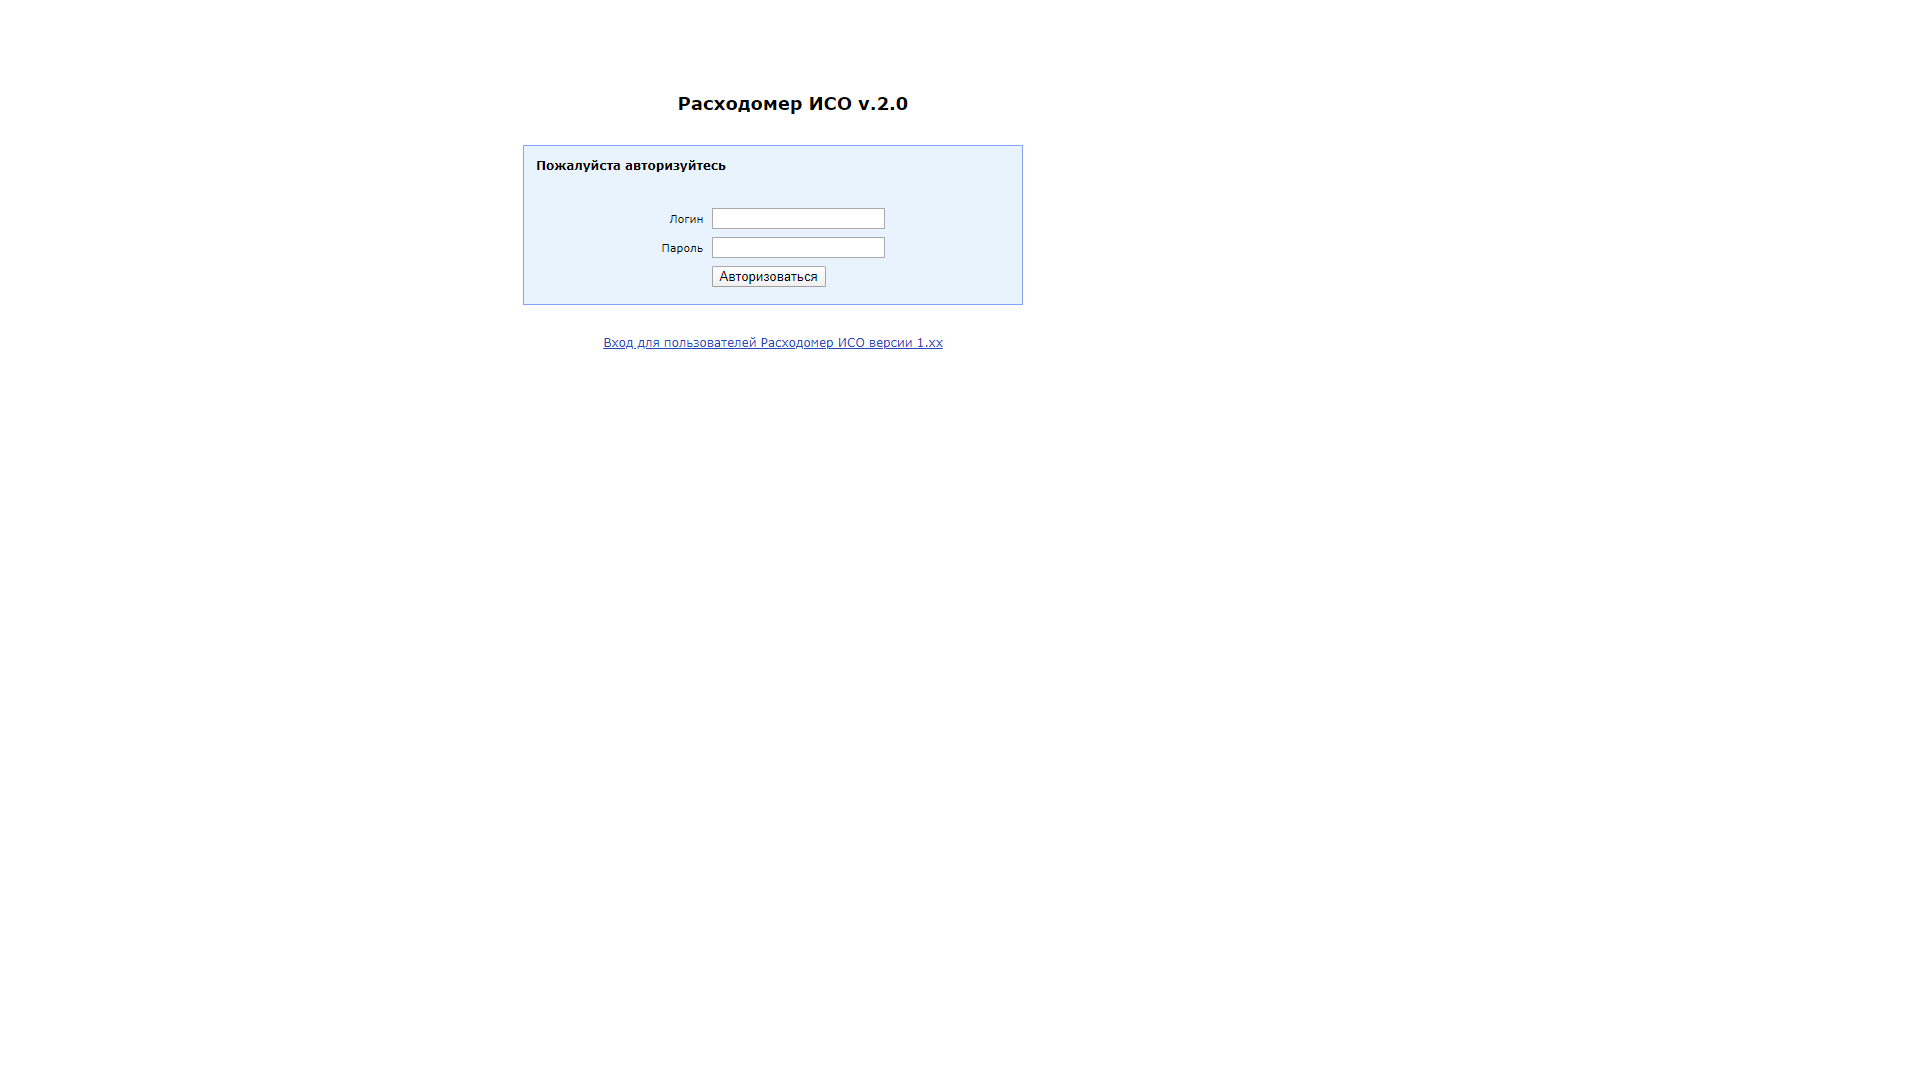 Расходомер ИСО v.2.0
Пожалуйста авторизуйтесь
Логин
Пароль
Авторизоваться
Вход для пользователей Расходомер ИСО версии 1.xx